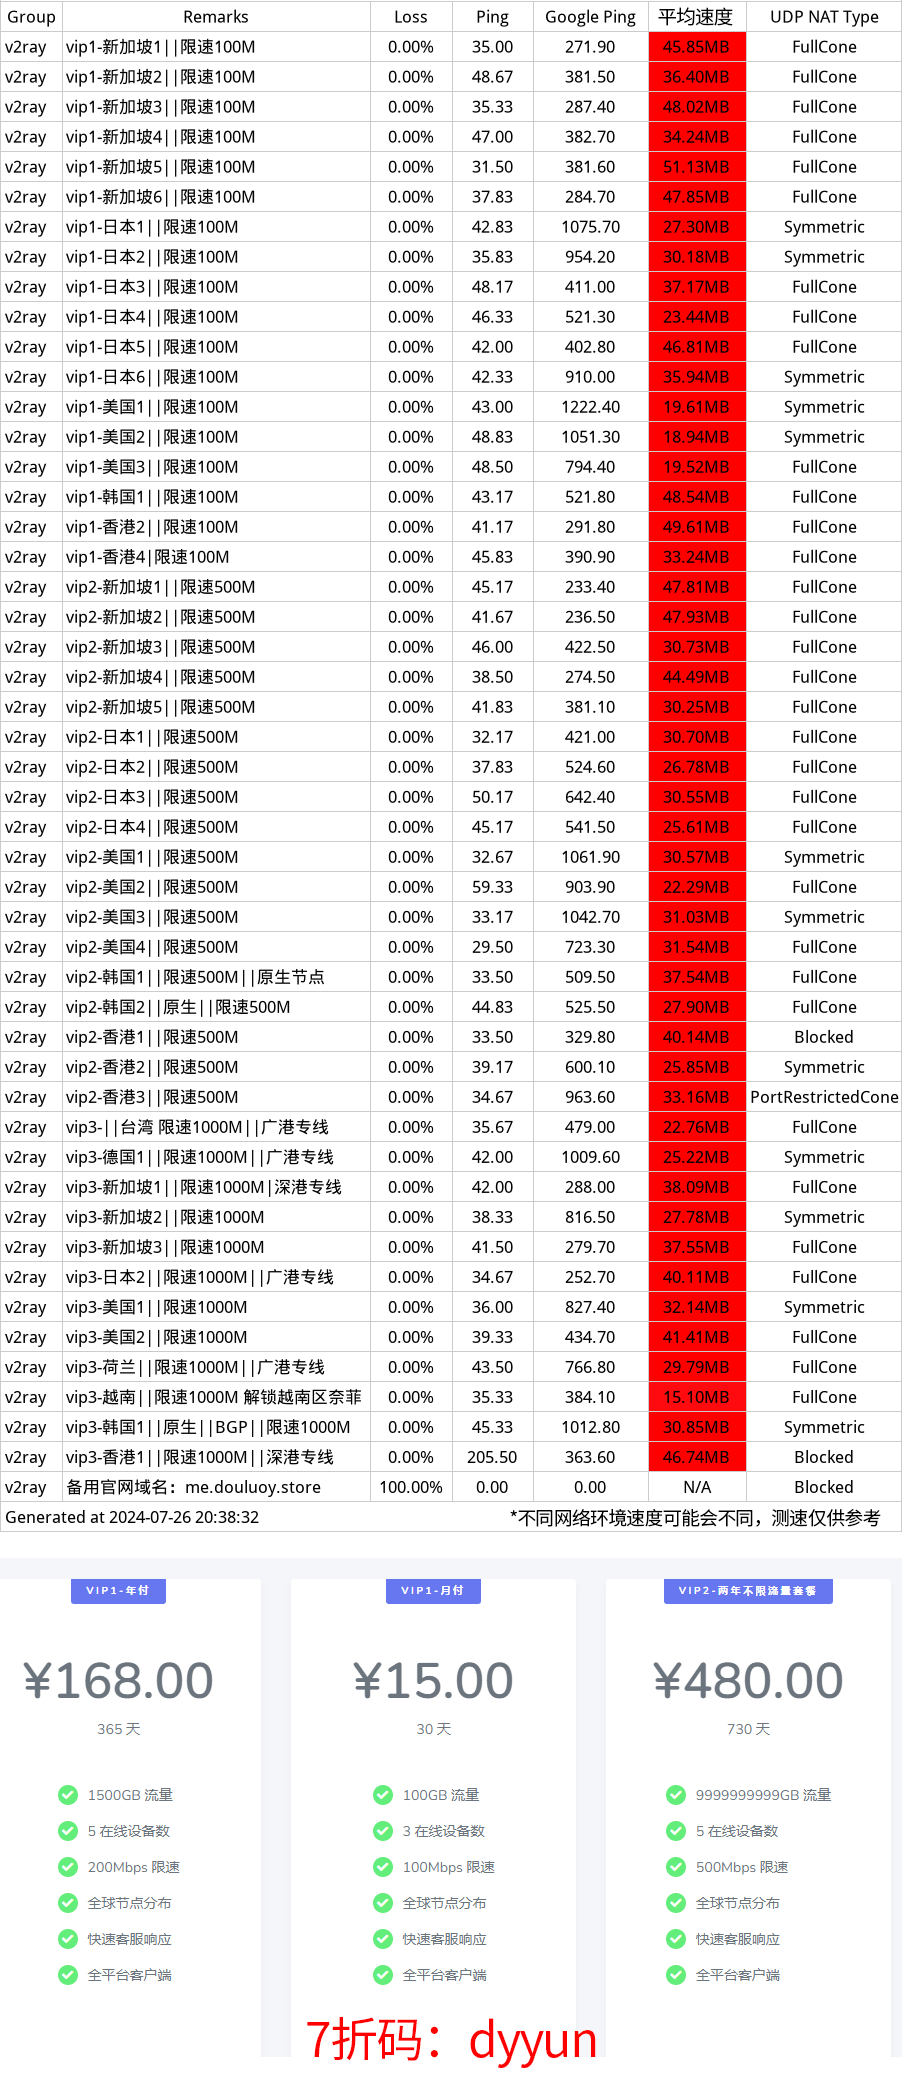 Group Remarks Loss Ping Google Ping 平均速度 UDP NAT Type
v2ray vip1-新加坡1||限速100M 0.00% 35.00 271.90 45.85MB FullCone
v2ray vip1-新加坡2||限速100M 0.00% 48.67 381.50 36.40MB FullCone
v2ray vip1-新加坡3||限速100M 0.00% 35.33 287.40 48.02MB FullCone
v2ray vip1-新加坡4||限速100M 0.00% 47.00 382.70 34.24MB FullCone
v2ray vip1-新加坡5||限速100M 0.00% 31.50 381.60 51.13MB FullCone
v2ray vip1-新加坡6||限速100M 0.00% 37.83 284.70 47.85MB FullCone
v2ray vip1-日本1||限速100M 0.00% 42.83 1075.70 27.30MB Symmetric
v2ray vip1-日本2||限速100M 0.00% 35.83 954.20 30.18MB Symmetric
v2ray vip1-日本3||限速100M 0.00% 48.17 411.00 37.17MB FullCone
v2ray vip1-日本4||限速100M 0.00% 46.33 521.30 23.44MB FullCone
v2ray vip1-日本5||限速100M 0.00% 42.00 402.80 46.81MB FullCone
v2ray vip1-日本6||限速100M 0.00% 42.33 910.00 35.94MB Symmetric
v2ray vip1-美国1||限速100M 0.00% 43.00 1222.40 19.61MB Symmetric
v2ray vip1-美国2||限速100M 0.00% 48.83 1051.30 18.94MB Symmetric
v2ray vip1-美国3||限速100M 0.00% 48.50 794.40 19.52MB FullCone
v2ray vip1-韩国1||限速100M 0.00% 43.17 521.80 48.54MB FullCone
v2ray vip1-香港2||限速100M 0.00% 41.17 291.80 49.61MB FullCone
v2ray vip1-香港4|限速100M 0.00% 45.83 390.90 33.24MB FullCone
v2ray vip2-新加坡1||限速500M 0.00% 45.17 233.40 47.81MB FullCone
v2ray vip2-新加坡2||限速500M 0.00% 41.67 236.50 47.93MB FullCone
v2ray vip2-新加坡3||限速500M 0.00% 46.00 422.50 30.73MB FullCone
v2ray vip2-新加坡4||限速500M 0.00% 38.50 274.50 44.49MB FullCone
v2ray vip2-新加坡5||限速500M 0.00% 41.83 381.10 30.25MB FullCone
v2ray vip2-日本1||限速500M 0.00% 32.17 421.00 30.70MB FullCone
v2ray vip2-日本2||限速500M 0.00% 37.83 524.60 26.78MB FullCone
v2ray vip2-日本3||限速500M 0.00% 50.17 642.40 30.55MB FullCone
v2ray vip2-日本4||限速500M 0.00% 45.17 541.50 25.61MB FullCone
v2ray vip2-美国1||限速500M 0.00% 32.67 1061.90 30.57MB Symmetric
v2ray vip2-美国2||限速500M 0.00% 59.33 903.90 22.29MB FullCone
v2ray vip2-美国3||限速500M 0.00% 33.17 1042.70 31.03MB Symmetric
v2ray vip2-美国4||限速500M 0.00% 29.50 723.30 31.54MB FullCone
v2ray vip2-韩国1||限速500M||原生节点 0.00% 33.50 509.50 37.54MB FullCone
v2ray vip2-韩国2||原生||限速500M 0.00% 44.83 525.50 27.90MB FullCone
v2ray vip2-香港1||限速500M 0.00% 33.50 329.80 40.14MB Blocked
v2ray vip2-香港2||限速500M 0.00% 39.17 600.10 25.85MB Symmetric
v2ray vip2-香港3||限速500M 0.00% 34.67 963.60 33.16MB PortRestrictedCone
v2ray vip3-||台湾 限速1000M||广港专线 0.00% 35.67 479.00 22.76MB FullCone
v2ray vip3-德国1||限速1000M||广港专线 0.00% 42.00 1009.60 25.22MB Symmetric
v2ray vip3-新加坡1||限速1000M|深港专线 0.00% 42.00 288.00 38.09MB FullCone
v2ray vip3-新加坡2||限速1000M 0.00% 38.33 816.50 27.78MB Symmetric
v2ray vip3-新加坡3||限速1000M 0.00% 41.50 279.70 37.55MB FullCone
v2ray vip3-日本2||限速1000M||广港专线 0.00% 34.67 252.70 40.11MB FullCone
v2ray vip3-美国1||限速1000M 0.00% 36.00 827.40 32.14MB Symmetric
v2ray vip3-美国2||限速1000M 0.00% 39.33 434.70 41.41MB FullCone
v2ray vip3-荷兰||限速1000M||广港专线 0.00% 43.50 766.80 29.79MB FullCone
v2ray vip3-越南||限速1000M 解锁越南区奈菲 0.00% 35.33 384.10 15.10MB FullCone
v2ray vip3-韩国1||原生||BGP||限速1000M 0.00% 45.33 1012.80 30.85MB Symmetric
v2ray vip3-香港1||限速1000M||深港专线 0.00% 205.50 363.60 46.74MB Blocked
v2ray 备用官网域名：me.douluoy.store 100.00% 0.00 0.00 N/A Blocked
Generated at 2024-07-26 20:38:32 *不同网络环境速度可能会不同，测速仅供参考
VIP1-年付 VIP1-月付 VIP2-两年不限流量套餐
¥168.00 ¥15.00 ¥480.00
365 天 30 天 730 天
1500GB 流量 100GB 流量 9999999999GB 流量
5 在线设备数 3 在线设备数 5 在线设备数
200Mbps 限速 100Mbps 限速 500Mbps 限速
全球节点分布 全球节点分布 全球节点分布
快速客服响应 快速客服响应 快速客服响应
全平台客户端 全平台客户端 全平台客户端
7折码：dyyun